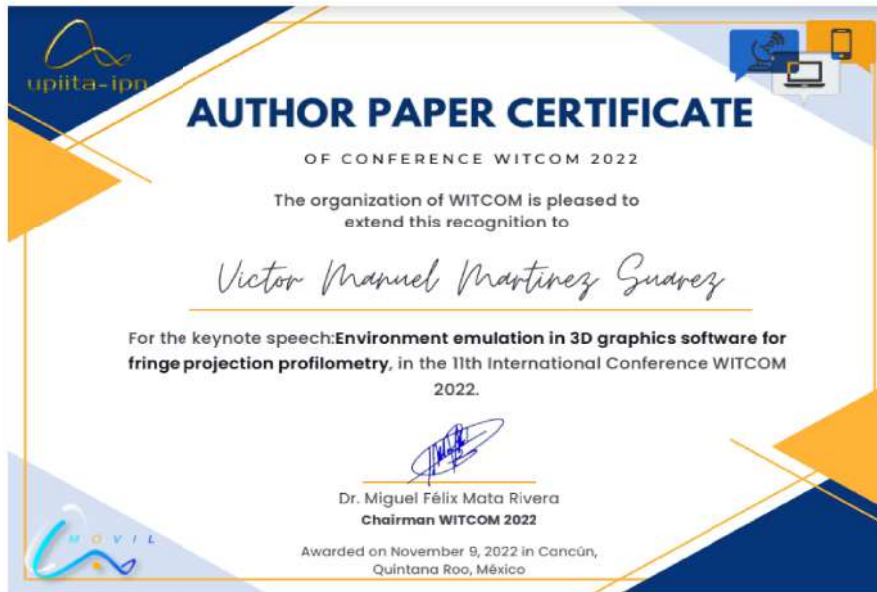 upiita-ipn
AUTHOR PAPER CERTIFICATE
OF CONFERENCE WITCOM 2022
The organization of WITCOM is pleased to
extend this recognition to
Victor Manuel Martinez Suarez
For the keynote speech:Environment emulation in 3D graphics software for
fringe projection profilometry, in the 11th International Conference WITCOM
2022.
Dr. Miguel Félix Mata Rivera
Chairman WITCOM 2022
MOVIL
Awarded on November 9, 2022 in Cancún,
Quintana Roo, México